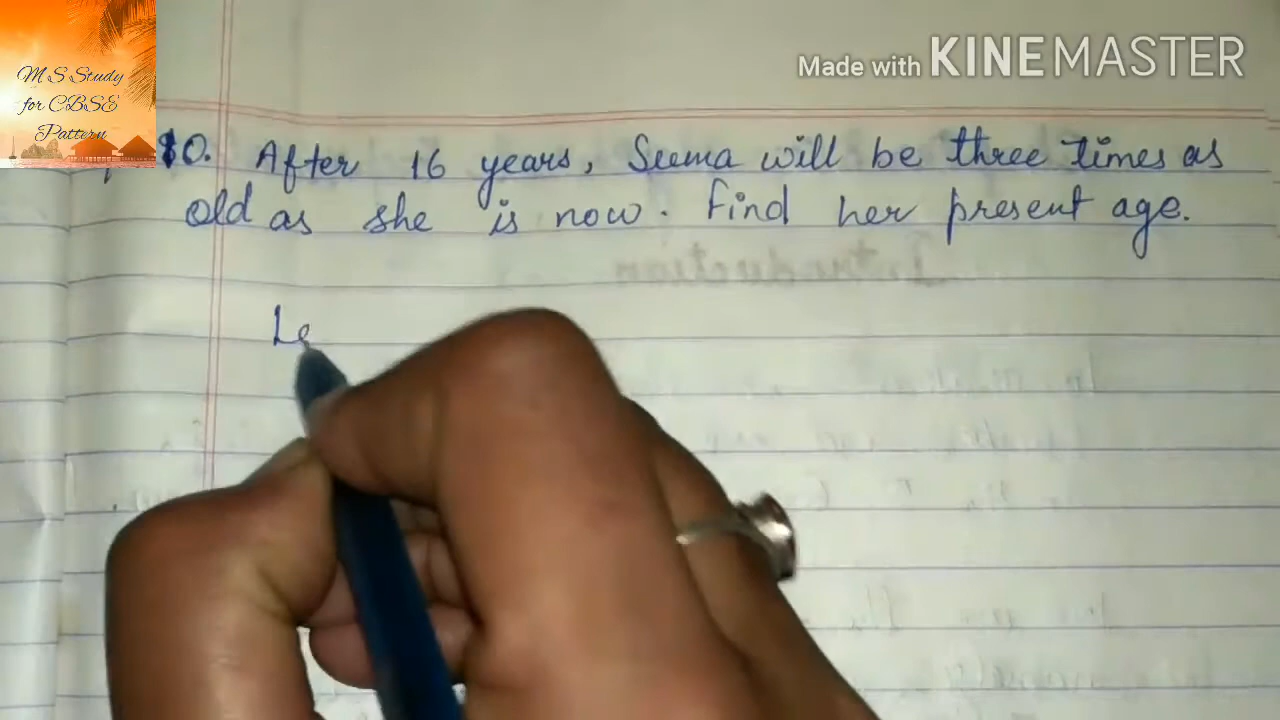 M S Study
for CBSE
Pattern
Made with KINEMASTER
10. After 16 years, Seema will be three times as
old as she is now. Find her present age.
Introduction
Le